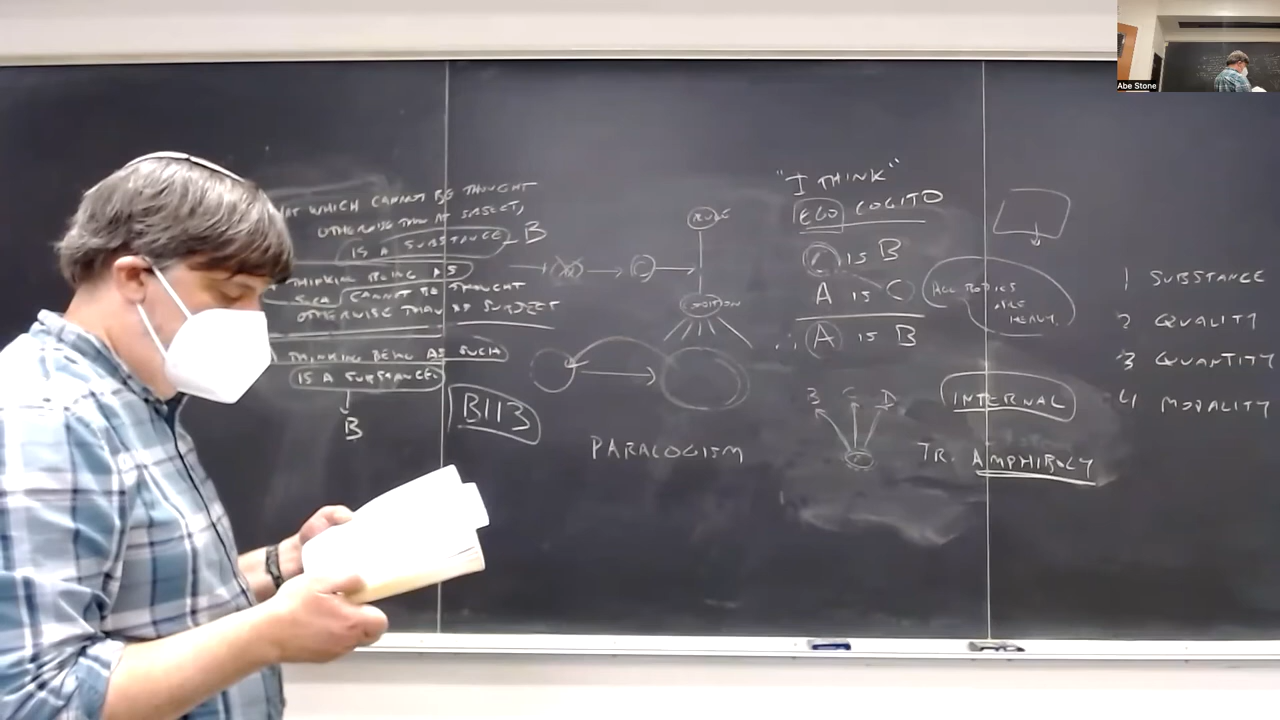 AT WHICH CANNOT BE THOUGHT
OTHERWISE THAN AS SUBJECT,
IS A SUBSTANCE B
THINKING BEING AS
SUCH CANNOT BE THOUGHT
OTHERWISE THAN AS SUBJECT
THINKING BEING AS SUCH
IS A SUBSTANCE
B
B113
RULE
C
PARALOGISM
"I THINK"
EGO COGITO
C IS B
A IS C
∴ A IS B
B C D
ALL BODIES
ARE
HEAVY
INTERNAL
TR. AMPHIBOLY
1 SUBSTANCE
2 QUALITY
3 QUANTITY
4 MODALITY
Abe Stone